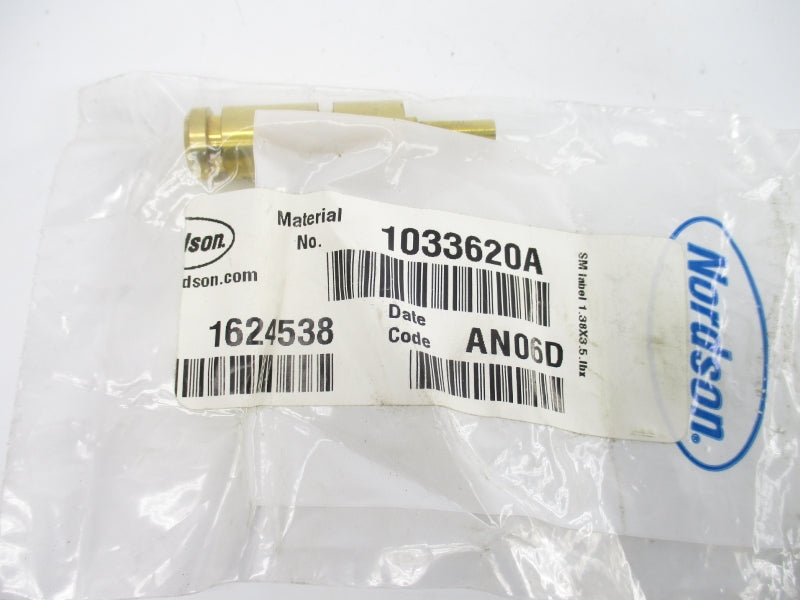 Material
No.
1033620A
dson.
dson.com
1624538
Date
Code
AN06D
SM label 1.38X3.5.lbx
Nordson®